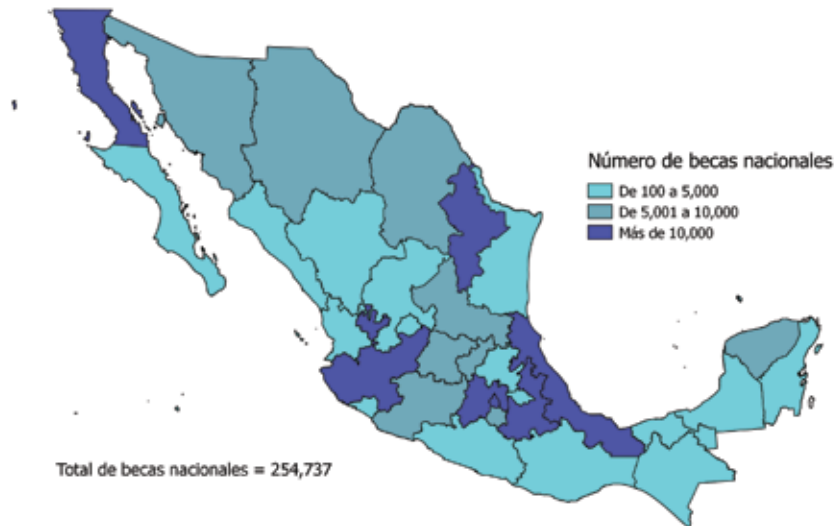 Número de becas nacionales
De 100 a 5,000
De 5,001 a 10,000
Más de 10,000
Total de becas nacionales = 254,737